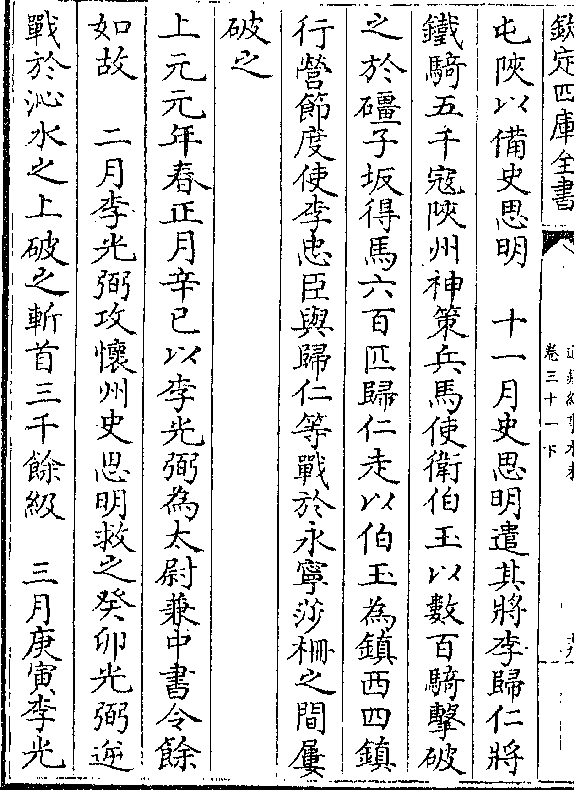 欽定四庫全書
卷三十一下
屯陝以備史思明　十一月史思明遣其將李歸仁將
鐵騎五千寇陝州神策兵馬使衛伯玉以數百騎擊破
之於礓子坂得馬六百匹歸仁走以伯玉為鎮西四鎮
行營節度使李忠臣與歸仁等戰於永寧莎柵之間屢
破之
上元元年春正月辛巳以李光弼為太尉兼中書令餘
如故　二月李光弼攻懷州史思明救之癸卯光弼逆
戰於沁水之上破之斬首三千餘級　三月庚寅李光